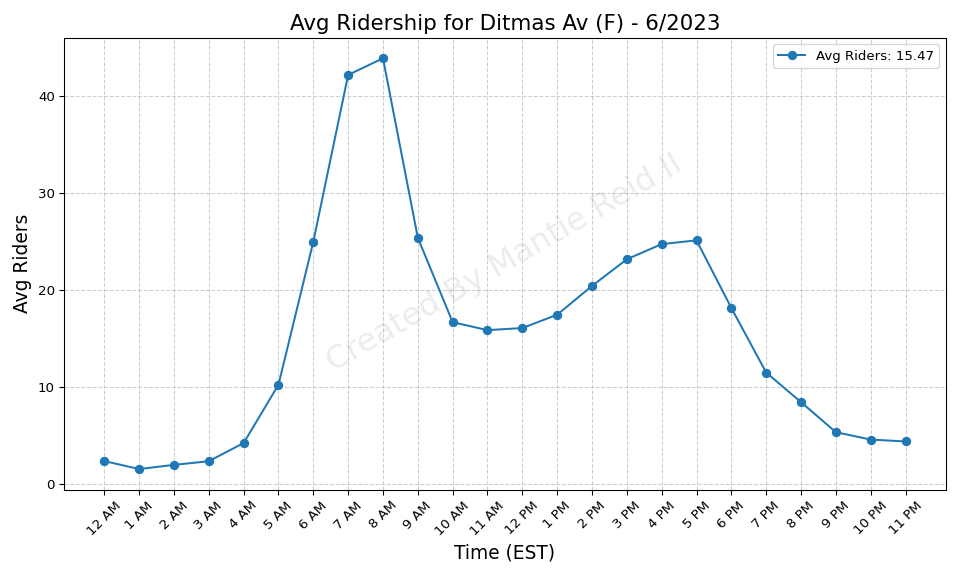 Avg Ridership for Ditmas Av (F) - 6/2023
Avg Riders: 15.47
Avg Riders
40
30
20
10
0
Created By Mantie Reid II
12 AM
1 AM
2 AM
3 AM
4 AM
5 AM
6 AM
7 AM
8 AM
9 AM
10 AM
11 AM
12 PM
1 PM
2 PM
3 PM
4 PM
5 PM
6 PM
7 PM
8 PM
9 PM
10 PM
11 PM
Time (EST)